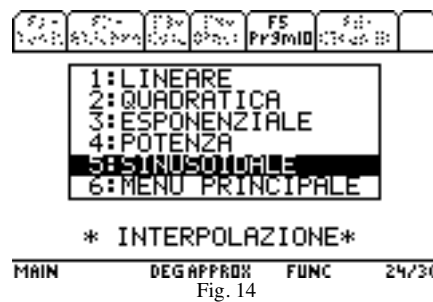 F5
PrgmIO
1:LINEARE
2:QUADRATICA
3:ESPONENZIALE
4:POTENZA
5:SINUSOIDALE
6:MENU PRINCIPALE
* INTERPOLAZIONE*
MAIN DEGAPPROX FUNC 24/30
Fig. 14